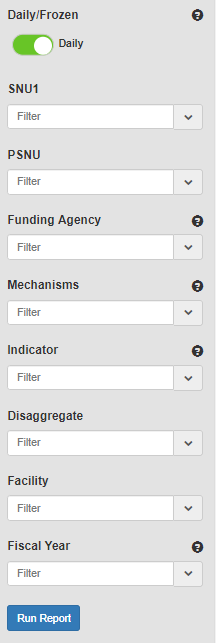 Daily/Frozen
Daily
SNU1
Filter
PSNU
Filter
Funding Agency
Filter
Mechanisms
Filter
Indicator
Filter
Disaggregate
Filter
Facility
Filter
Fiscal Year
Filter
Run Report